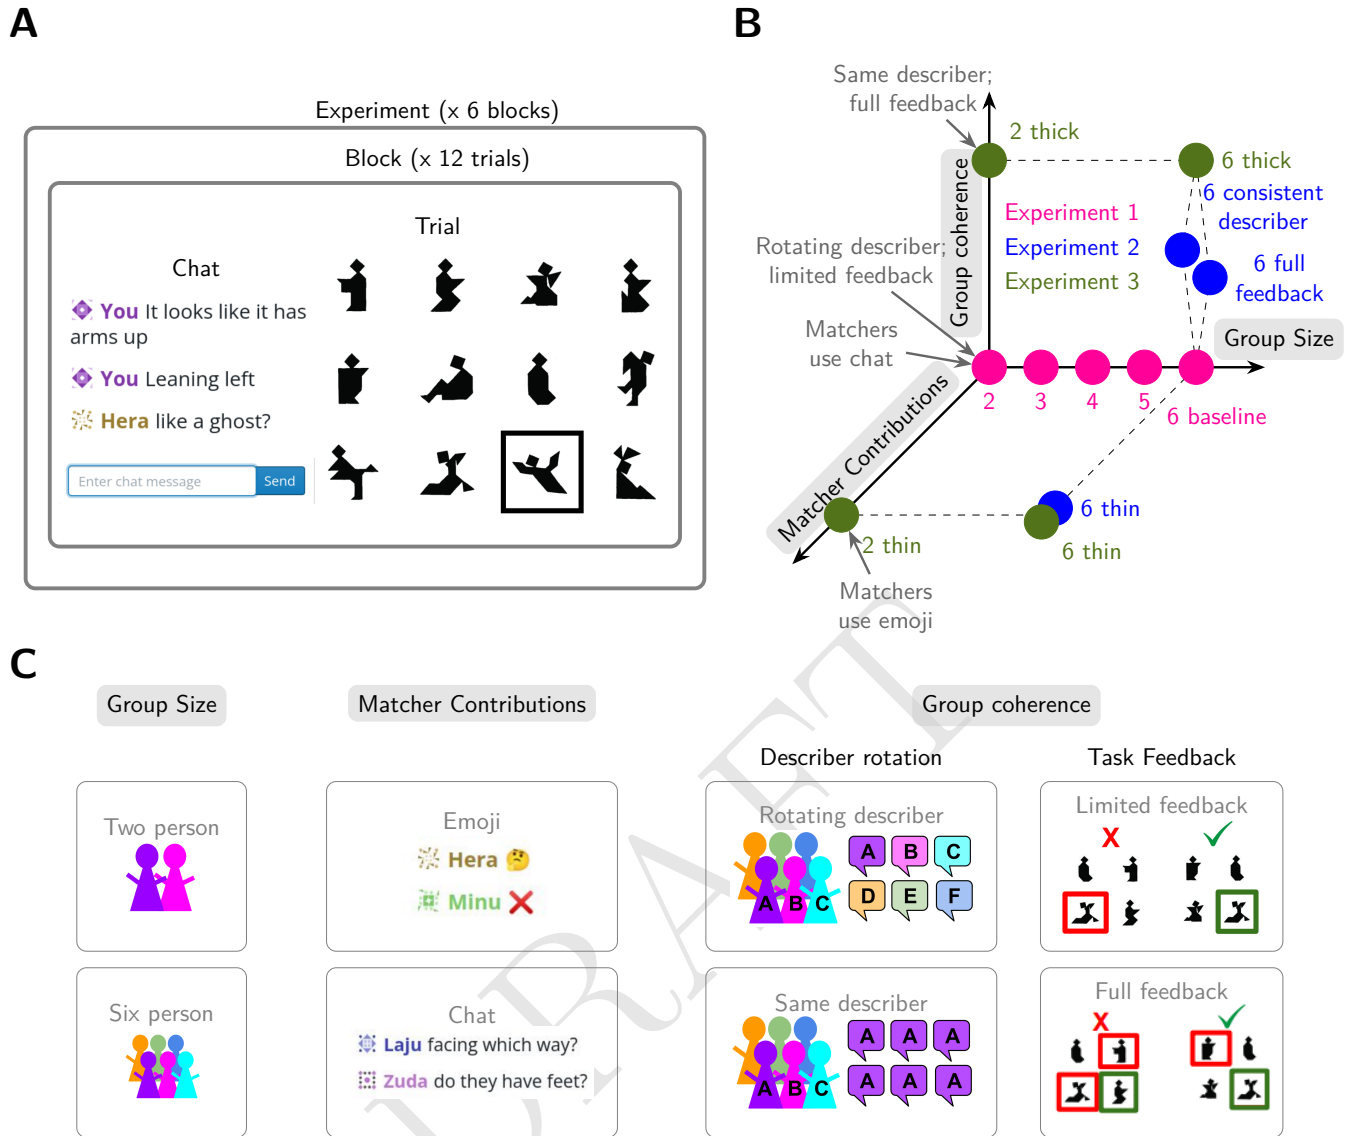 A
Experiment (x 6 blocks)
Block (x 12 trials)
Trial
Chat
You It looks like it has
arms up
You Leaning left
Hera like a ghost?
Enter chat message
Send
B
Same describer;
full feedback
2 thick
6 thick
6 consistent
describer
Group coherence
Experiment 1
Experiment 2
Experiment 3
Rotating describer;
limited feedback
6 full
feedback
Matchers
use chat
Group Size
2
3
4
5
6 baseline
Matcher Contributions
2 thin
6 thin
6 thin
Matchers
use emoji
C
Group Size
Matcher Contributions
Group coherence
Describer rotation
Task Feedback
Two person
Emoji
Hera
Minu
Rotating describer
A B C
A B C
D E F
Limited feedback
X
Six person
Chat
Laju facing which way?
Zuda do they have feet?
Same describer
A B C
A A A
A A A
Full feedback
X
DRAFT